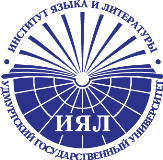 ИНСТИТУТ ЯЗЫКА И ЛИТЕРАТУРЫ
УДМУРТСКИЙ ГОСУДАРСТВЕННЫЙ УНИВЕРСИТЕТ
ИЯЛ